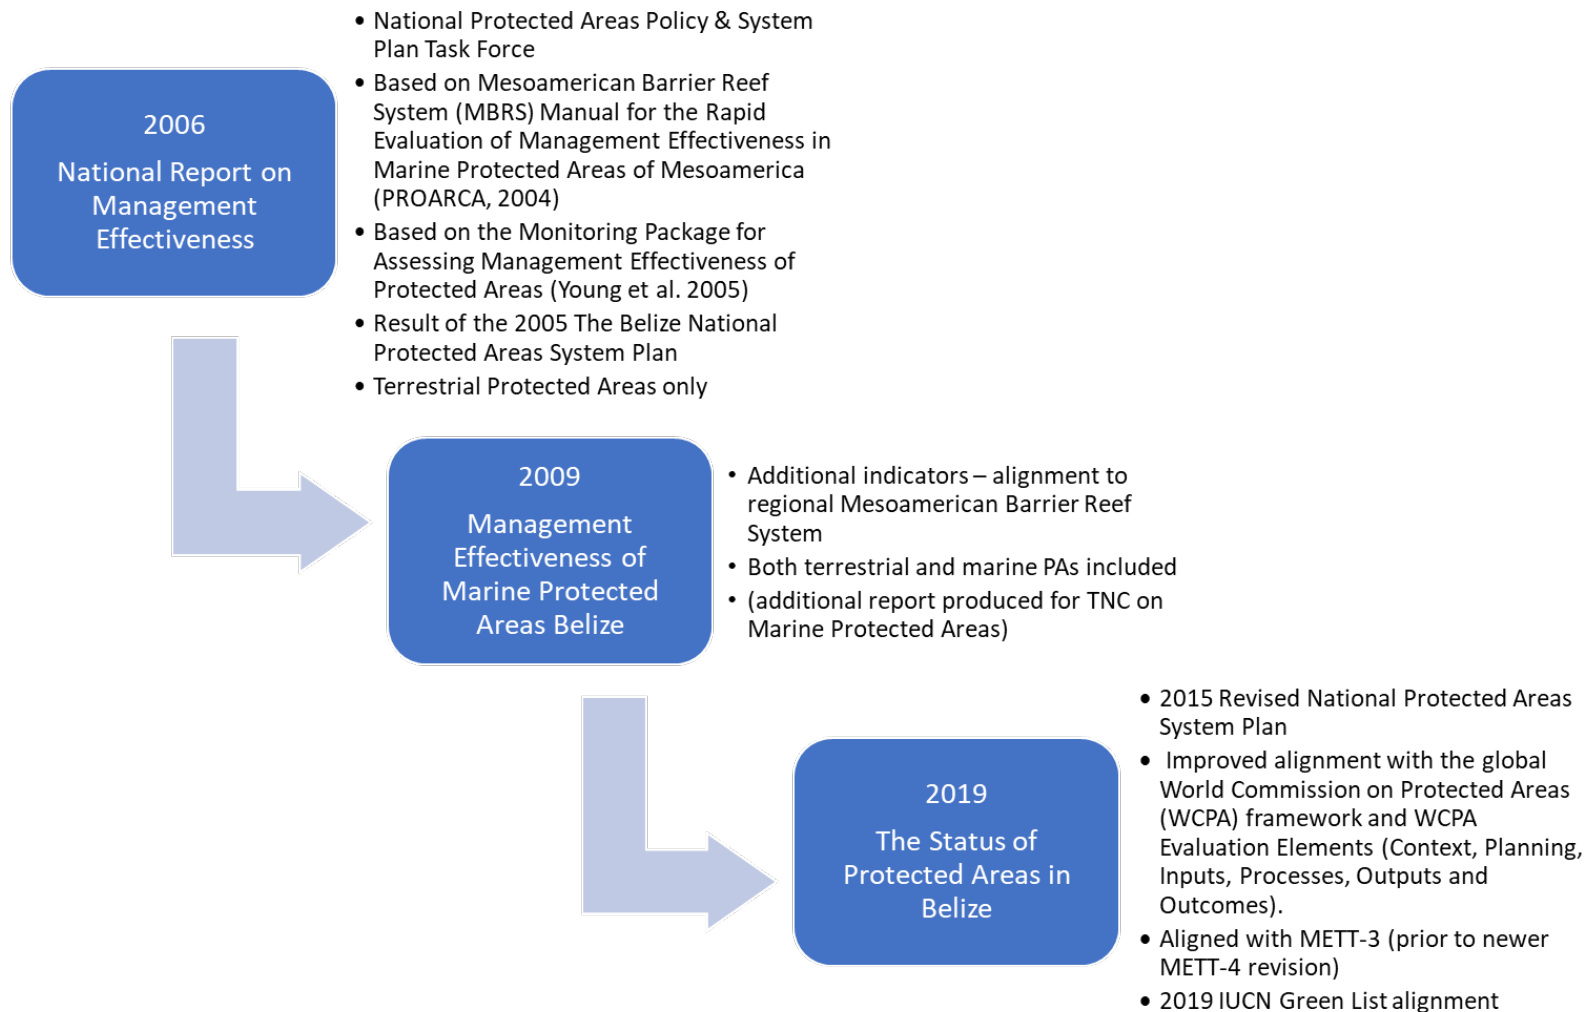 2006
National Report on
Management
Effectiveness
• National Protected Areas Policy & System
Plan Task Force
• Based on Mesoamerican Barrier Reef
System (MBRS) Manual for the Rapid
Evaluation of Management Effectiveness in
Marine Protected Areas of Mesoamerica
(PROARCA, 2004)
• Based on the Monitoring Package for
Assessing Management Effectiveness of
Protected Areas (Young et al. 2005)
• Result of the 2005 The Belize National
Protected Areas System Plan
• Terrestrial Protected Areas only
2009
Management
Effectiveness of
Marine Protected
Areas Belize
• Additional indicators – alignment to
regional Mesoamerican Barrier Reef
System
• Both terrestrial and marine PAs included
• (additional report produced for TNC on
Marine Protected Areas)
2019
The Status of
Protected Areas in
Belize
• 2015 Revised National Protected Areas
System Plan
• Improved alignment with the global
World Commission on Protected Areas
(WCPA) framework and WCPA
Evaluation Elements (Context, Planning,
Inputs, Processes, Outputs and
Outcomes).
• Aligned with METT-3 (prior to newer
METT-4 revision)
• 2019 IUCN Green List alignment